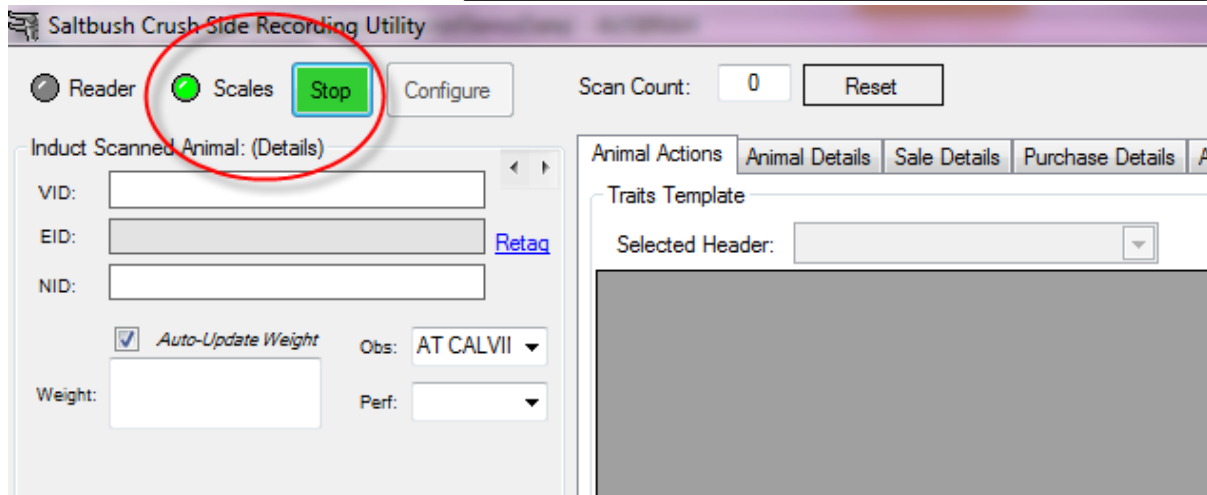 Saltbush Crush Side Recording Utility
Reader Scales Stop Configure Scan Count: 0 Reset
Induct Scanned Animal: (Details)
Animal Actions Animal Details Sale Details Purchase Details A
VID:
Traits Template
EID: Retag
Selected Header:
NID:
Auto-Update Weight Obs: AT CALVII
Weight: Perf: